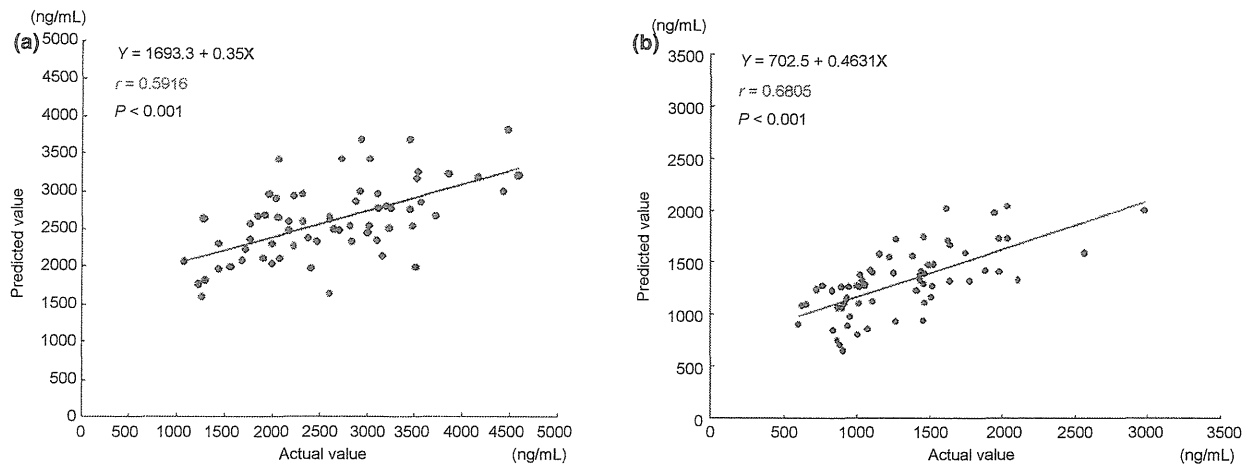 (ng/mL)
(a)
5000
4500
4000
3500
3000
2500
2000
1500
1000
500
0
Predicted value
Y = 1693.3 + 0.35X
r = 0.5916
P < 0.001
0 500 1000 1500 2000 2500 3000 3500 4000 4500 5000
Actual value
(ng/mL)
(ng/mL)
(b)
3500
3000
2500
2000
1500
1000
500
0
Predicted value
Y = 702.5 + 0.4631X
r = 0.6805
P < 0.001
0 500 1000 1500 2000 2500 3000 3500
Actual value
(ng/mL)